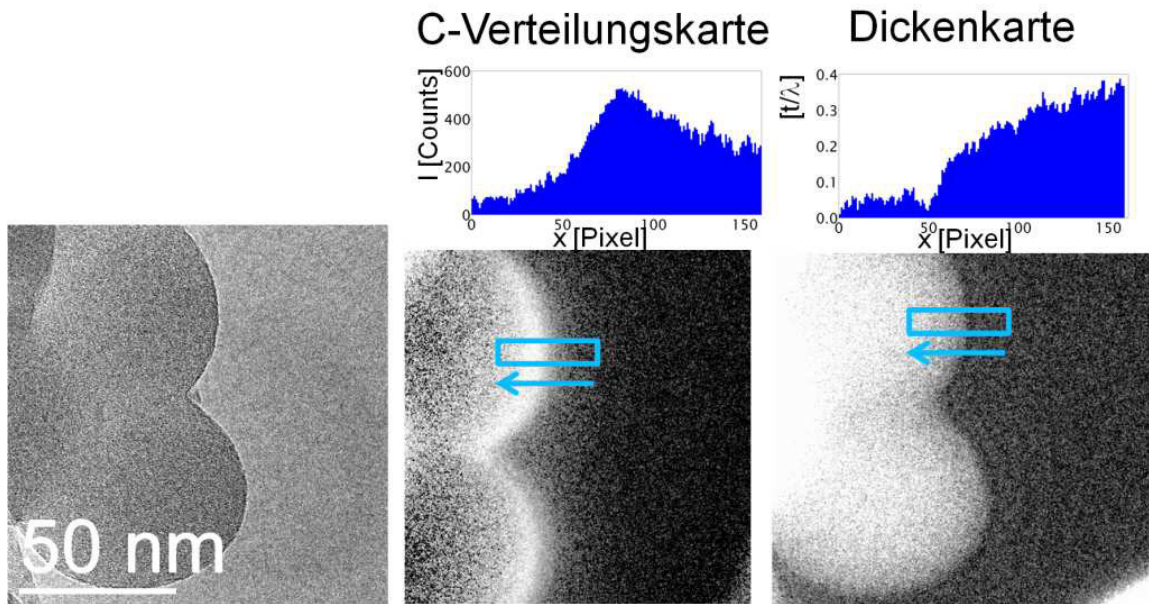 C-Verteilungskarte
Dickenkarte
I [Counts]
600
400
200
0
0
50
100
150
x [Pixel]
[t/λ]
0.4
0.3
0.2
0.1
0.0
0
50
100
150
x [Pixel]
50 nm